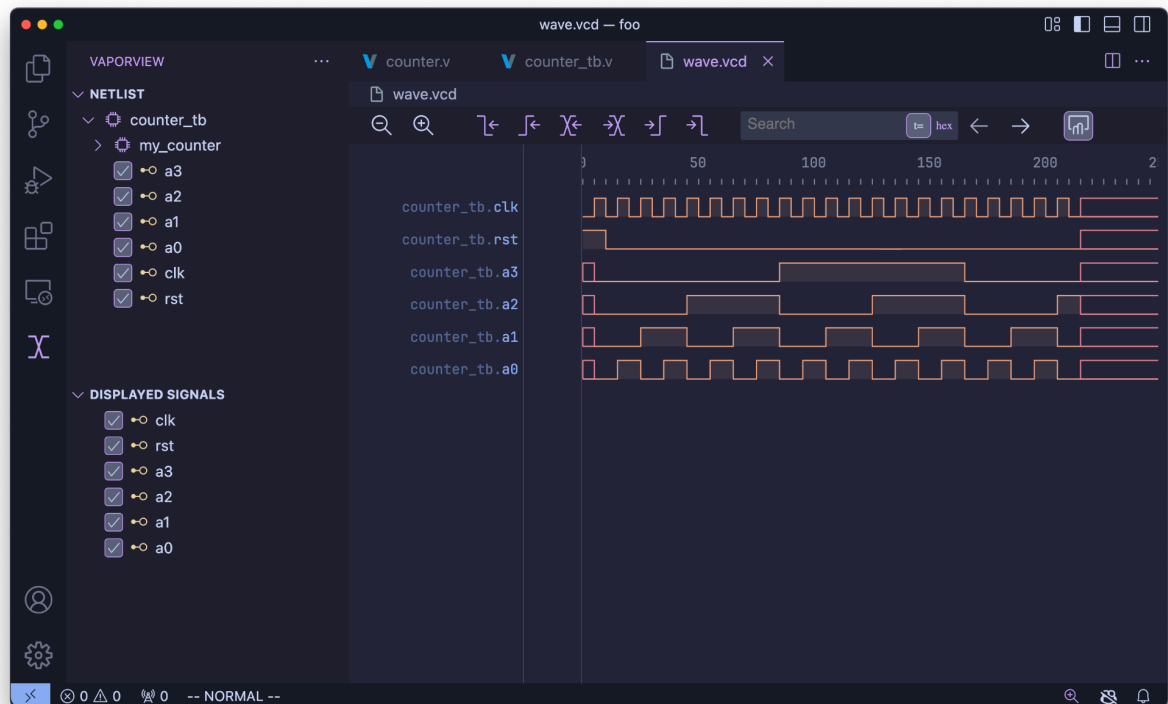 wave.vcd — foo
VAPORVIEW
counter.v
counter_tb.v
wave.vcd
NETLIST
counter_tb
my_counter
a3
a2
a1
a0
clk
rst
DISPLAYED SIGNALS
clk
rst
a3
a2
a1
a0
wave.vcd
Search
t=
hex
50 100 150 200
counter_tb.clk
counter_tb.rst
counter_tb.a3
counter_tb.a2
counter_tb.a1
counter_tb.a0
0 0 0 -- NORMAL --